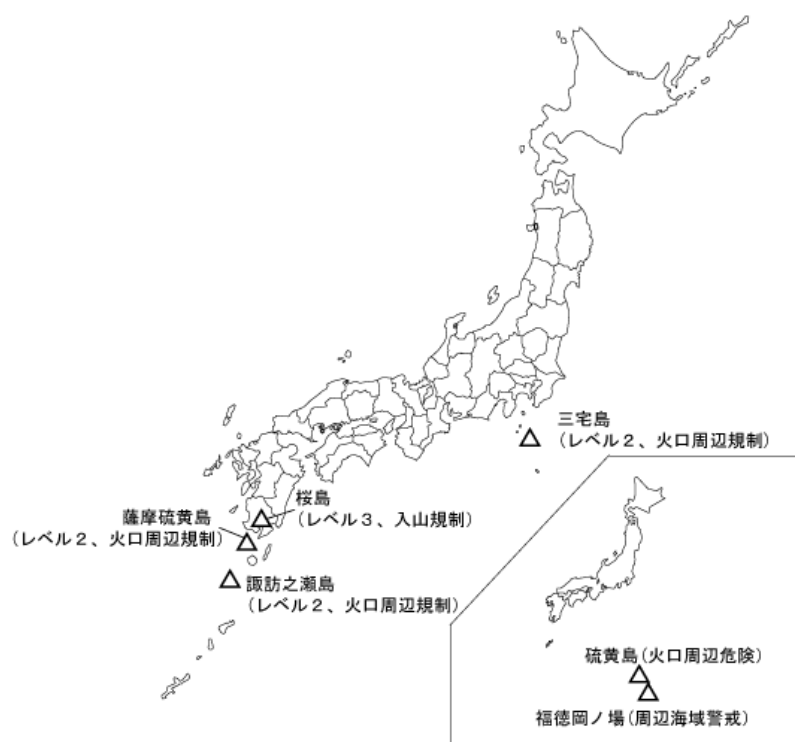 三宅島
（レベル２、火口周辺規制）
桜島
（レベル３、入山規制）
薩摩硫黄島
（レベル２、火口周辺規制）
諏訪之瀬島
（レベル２、火口周辺規制）
硫黄島（火口周辺危険）
福徳岡ノ場（周辺海域警戒）